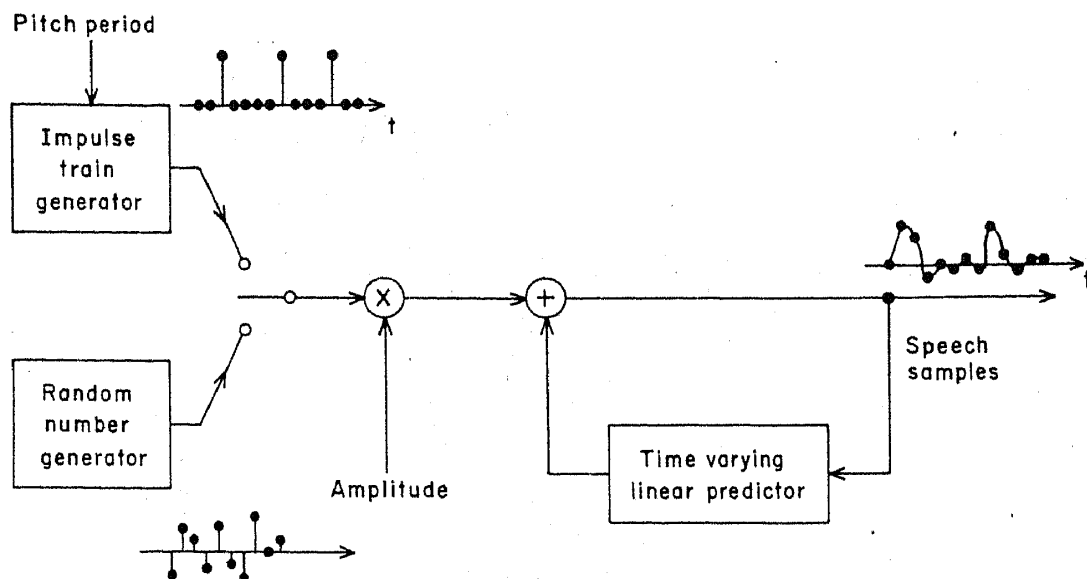 Pitch period
t
Impulse
train
generator
t
×
+
Speech
samples
Random
number
generator
Time varying
linear predictor
Amplitude